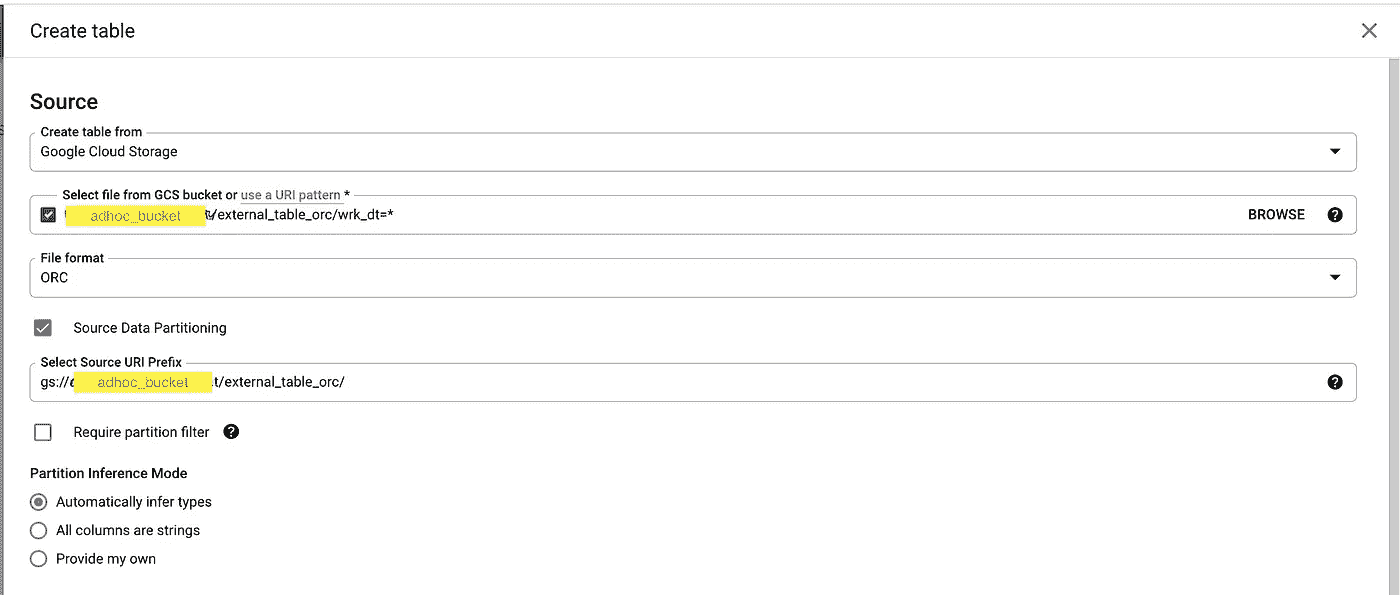 Create table
Source
Create table from
Google Cloud Storage
Select file from GCS bucket or use a URI pattern *
adhoc_bucket t/external_table_orc/wrk_dt=* BROWSE
File format
ORC
Source Data Partitioning
Select Source URI Prefix
gs:// adhoc_bucket t/external_table_orc/
Require partition filter
Partition Inference Mode
Automatically infer types
All columns are strings
Provide my own